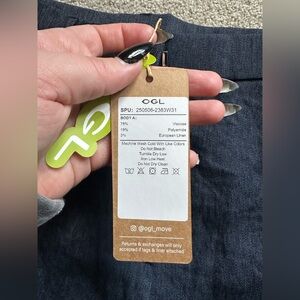 OGL
SPU: 250506-2383W31
BODY A:
78% Viscose
19% Polyamide
3% European Linen
Machine Wash Cold With Like Colors
Do Not Bleach
Tumble Dry Low
Iron Low Heat
Do Not Dry Clean
@ogl_move
Returns & exchanges will only
accepted if tags & liner attached
OGL